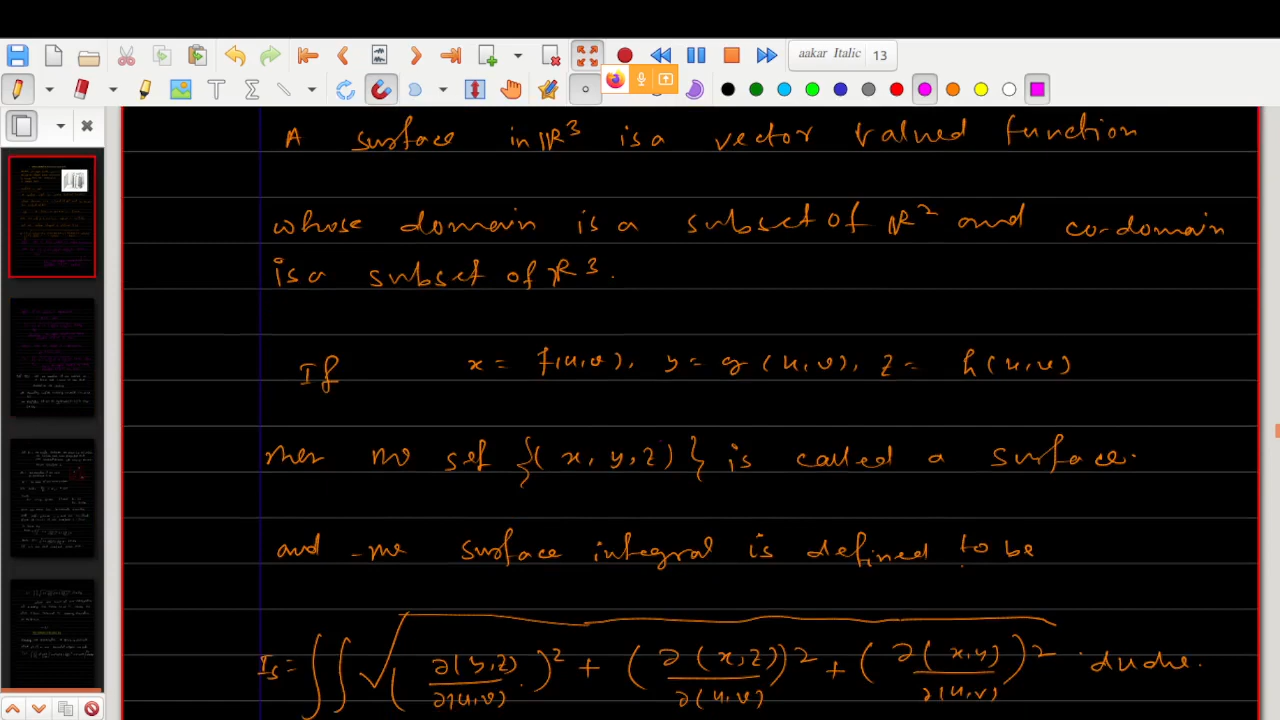 aakar Italic 13
A surface in ℝ³ is a vector valued function
whose domain is a subset of ℝ² and co-domain
is a subset of ℝ³.
If x = f(u,v), y = g(u,v), z = h(u,v)
then the set {(x, y, z)} is called a surface.
and the surface integral is defined to be
Is = ∫∫ √((∂(y,z)/∂(u,v))² + (∂(x,z)/∂(u,v))² + (∂(x,y)/∂(u,v))²) · du dv.